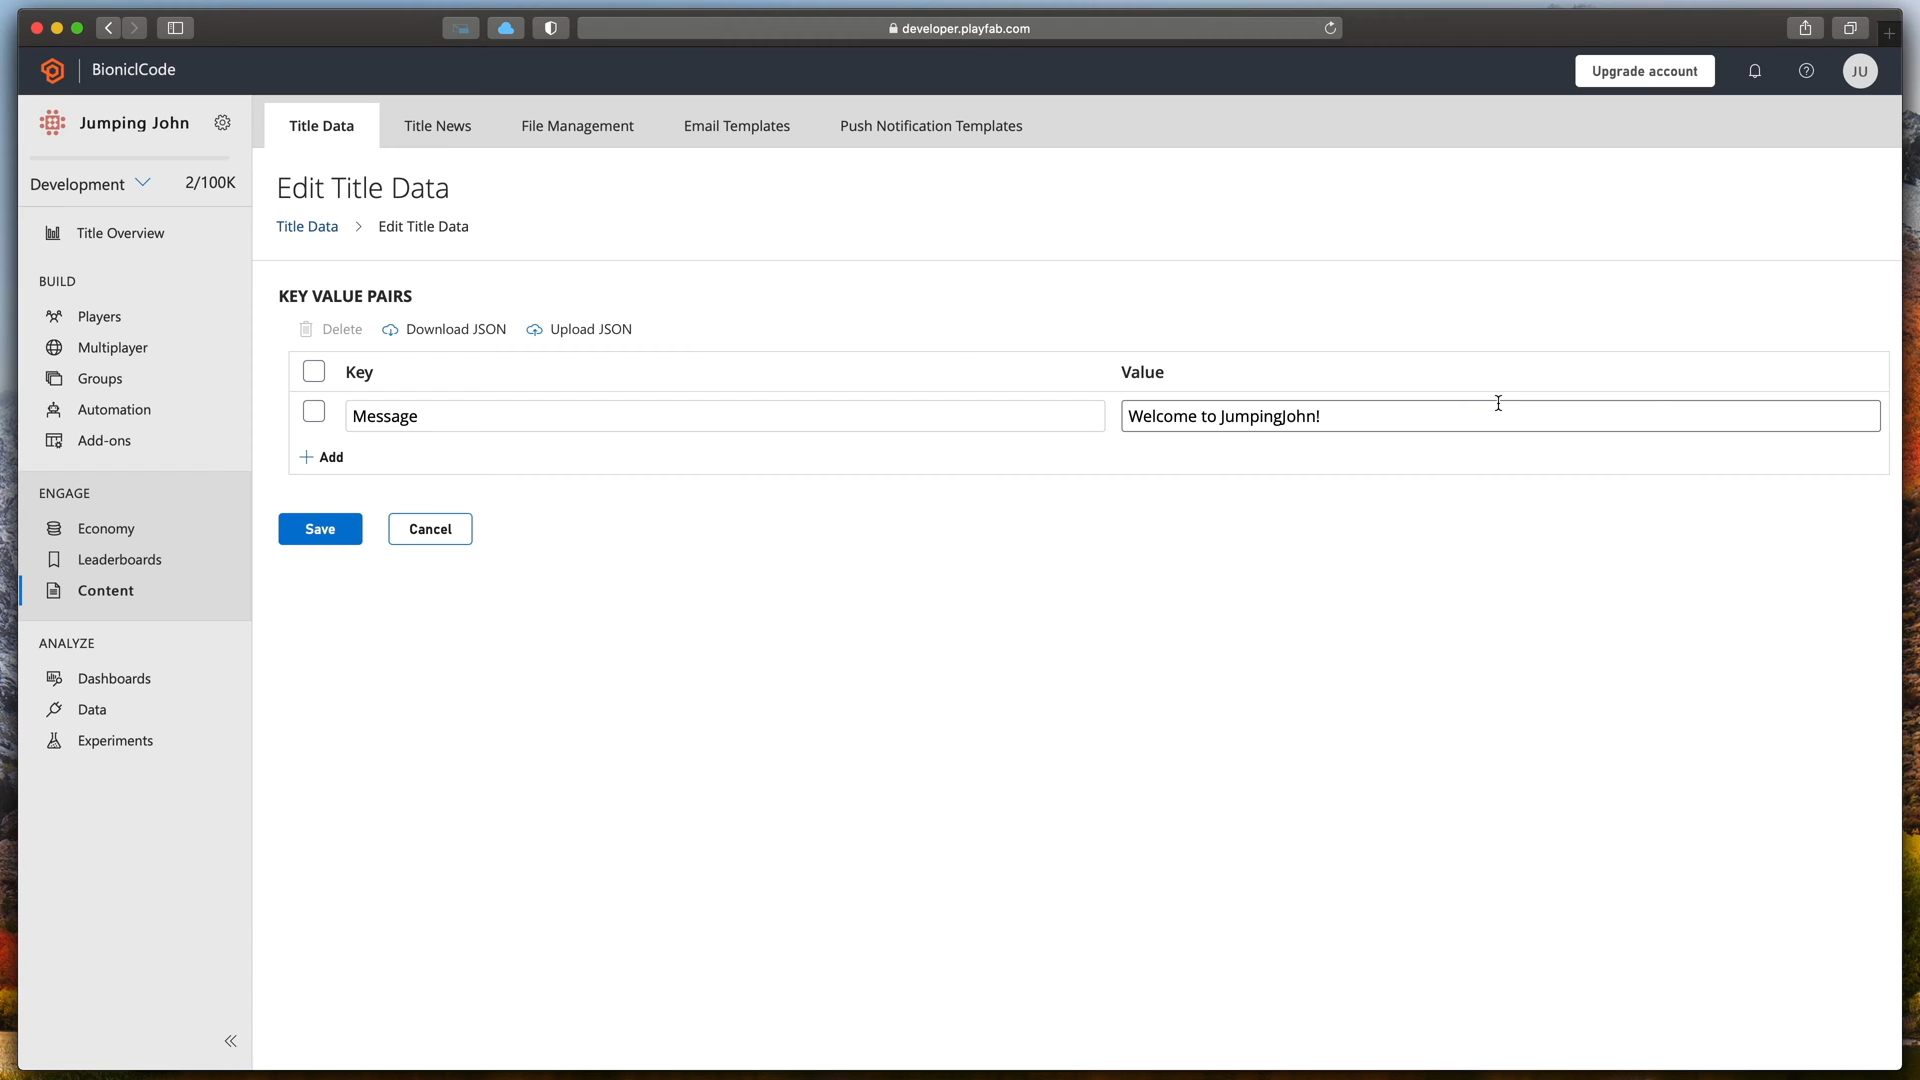 developer.playfab.com
BioniclCode
Upgrade account
JU
Jumping John
Development
2/100K
Title Overview
BUILD
Players
Multiplayer
Groups
Automation
Add-ons
ENGAGE
Economy
Leaderboards
Content
ANALYZE
Dashboards
Data
Experiments
Title Data
Title News
File Management
Email Templates
Push Notification Templates
Edit Title Data
Title Data > Edit Title Data
KEY VALUE PAIRS
Delete
Download JSON
Upload JSON
Key
Value
Message
Welcome to JumpingJohn!
Add
Save
Cancel